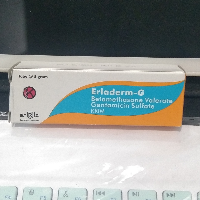 Erladerm-G
Betamethasone Valerate
Gentamicin Sulfate
erela